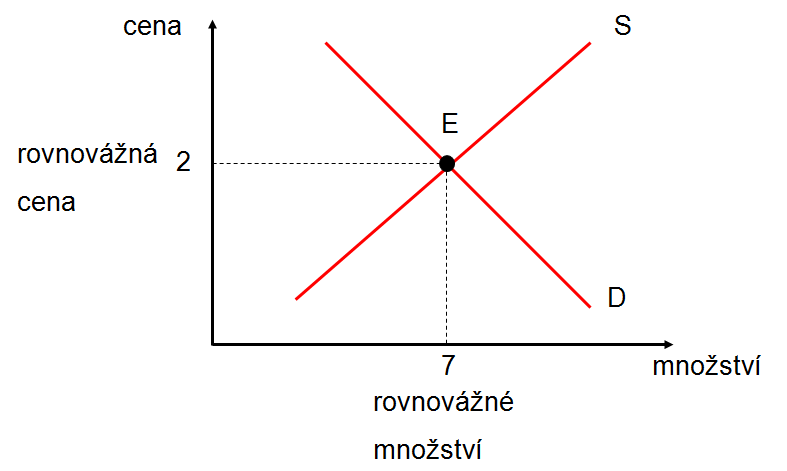 cena
S
E
rovnovážná
2
cena
D
7
množství
rovnovážné
množství